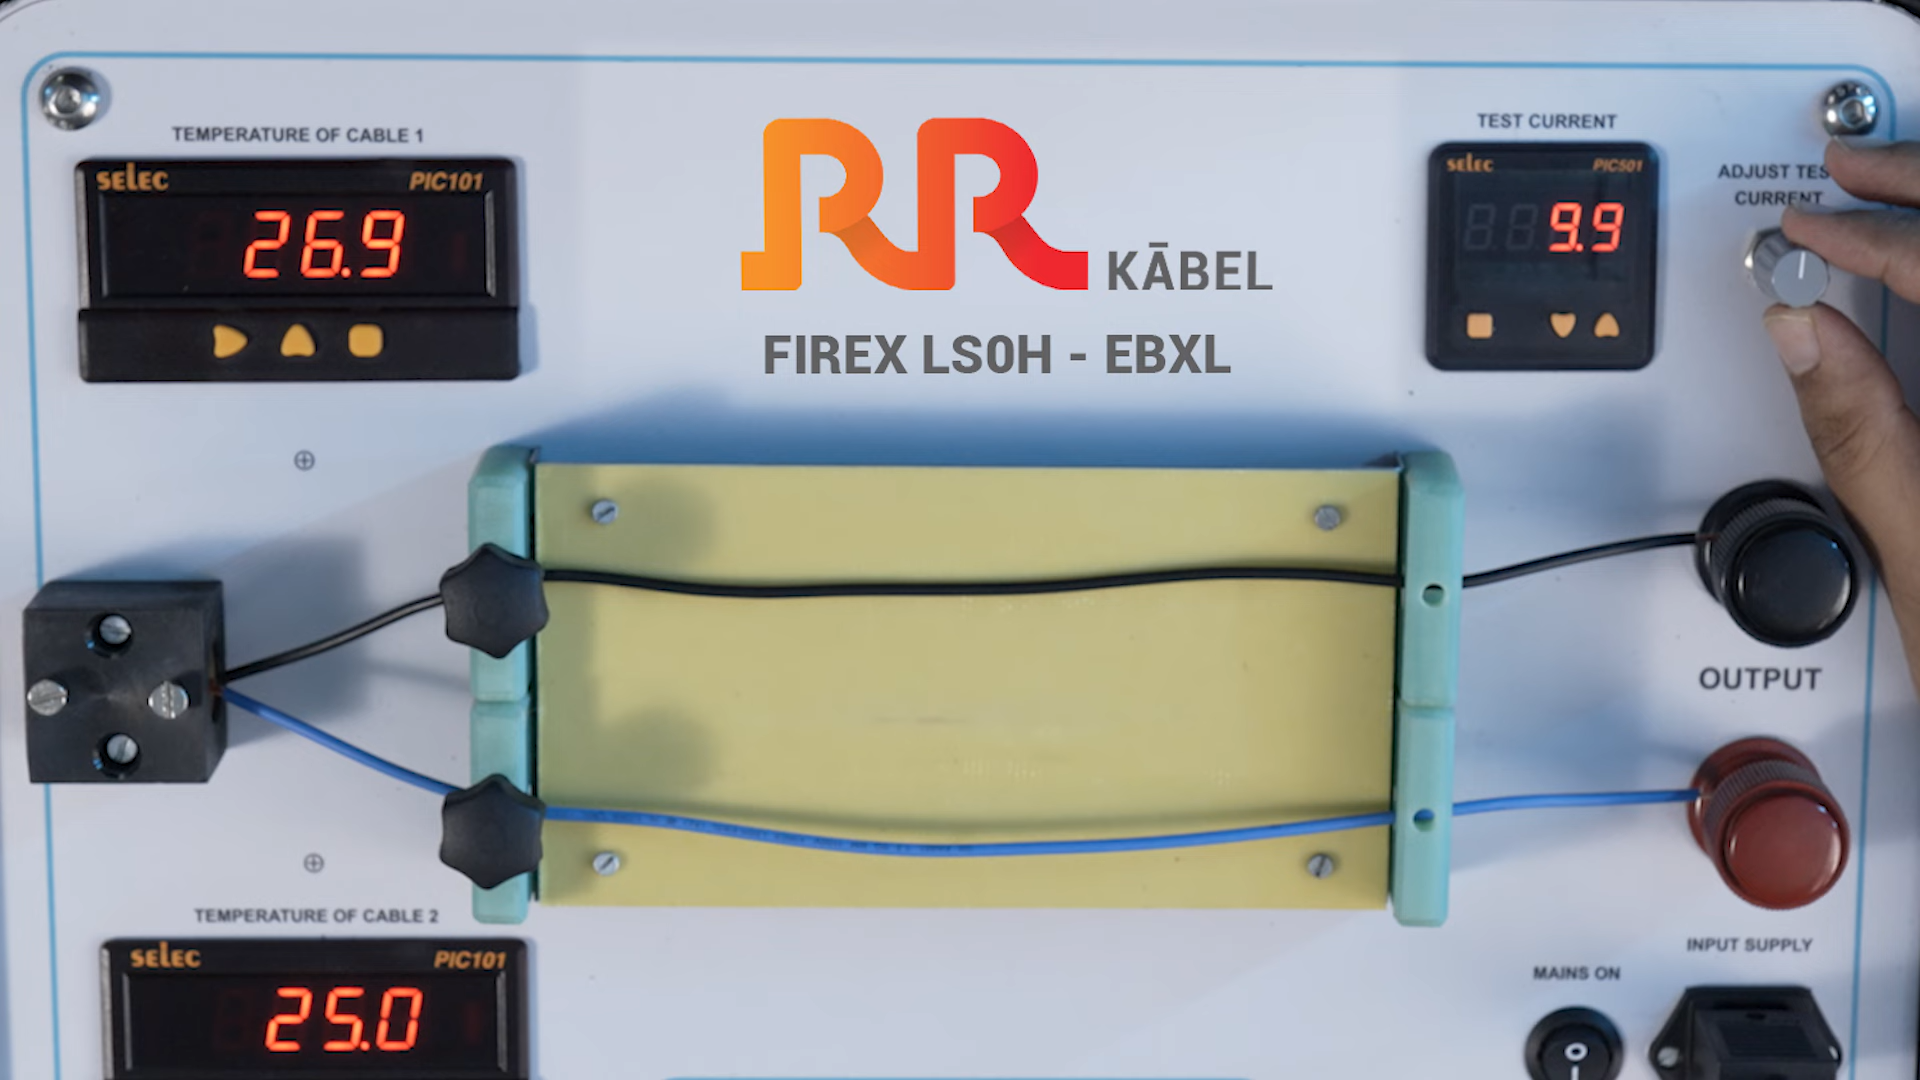 TEMPERATURE OF CABLE 1
selec PIC101
26.9
RR KĀBEL
FIREX LS0H - EBXL
TEST CURRENT
selec PIC501
9.9
ADJUST TES
CURRENT
OUTPUT
TEMPERATURE OF CABLE 2
selec PIC101
25.0
INPUT SUPPLY
MAINS ON